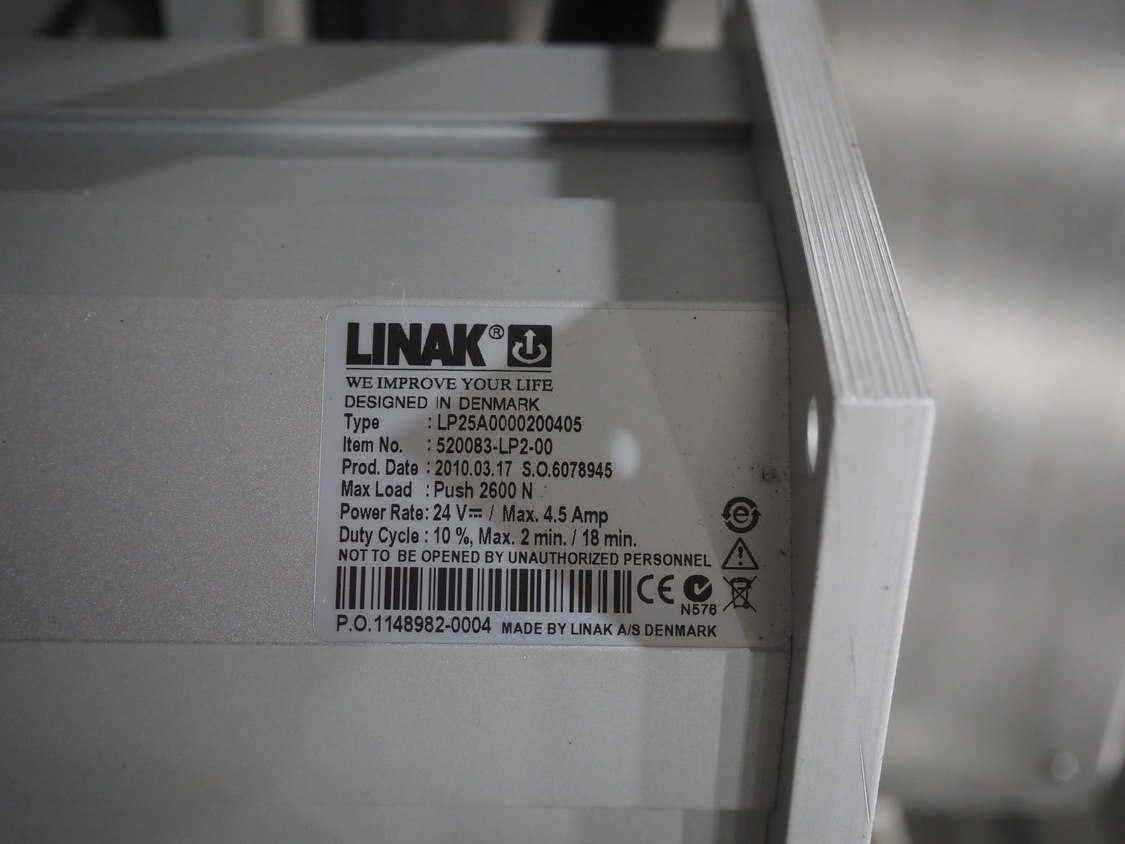 LINAK®
WE IMPROVE YOUR LIFE
DESIGNED IN DENMARK
Type : LP25A0000200405
Item No. : 520083-LP2-00
Prod. Date : 2010.03.17 S.O.6078945
Max Load : Push 2600 N
Power Rate: 24 V⎓ / Max. 4.5 Amp
Duty Cycle : 10 %, Max. 2 min. / 18 min.
NOT TO BE OPENED BY UNAUTHORIZED PERSONNEL
CE
N576
P.O.1148982-0004 MADE BY LINAK A/S DENMARK